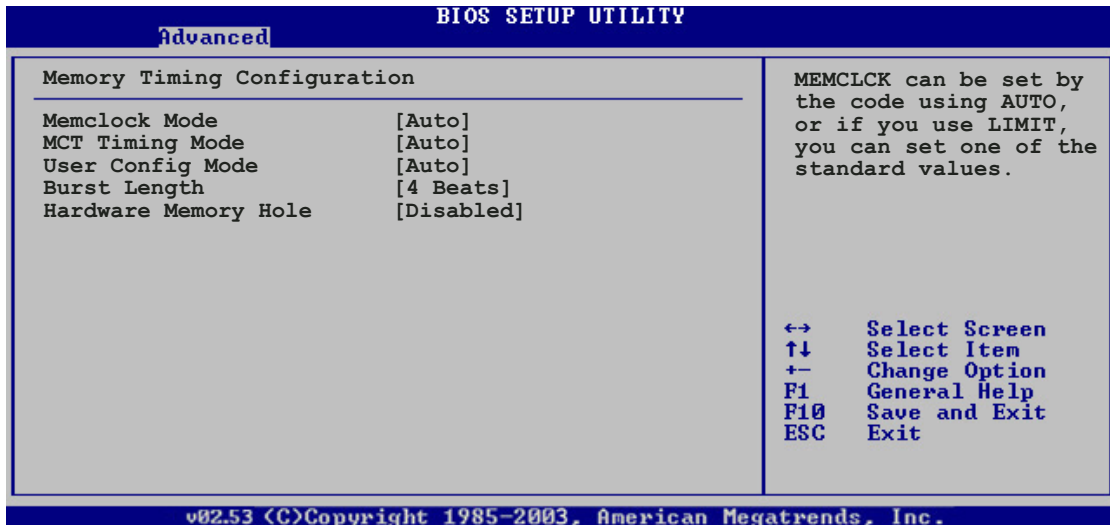 BIOS SETUP UTILITY
Advanced
Memory Timing Configuration
Memclock Mode [Auto]
MCT Timing Mode [Auto]
User Config Mode [Auto]
Burst Length [4 Beats]
Hardware Memory Hole [Disabled]
MEMCLCK can be set by
the code using AUTO,
or if you use LIMIT,
you can set one of the
standard values.
←→ Select Screen
↑↓ Select Item
+- Change Option
F1 General Help
F10 Save and Exit
ESC Exit
v02.53 (C)Copyright 1985-2003, American Megatrends, Inc.